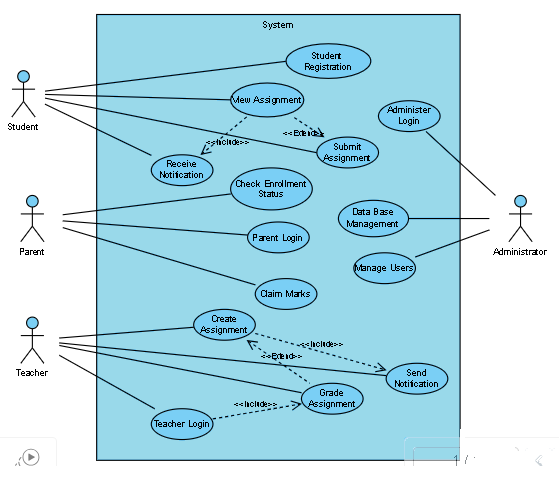 System
Student
Registration
View Assignment
Administer
Login
Student
<<Include>>
<<Extend>>
Submit
Assignment
Receive
Notification
Check Enrollment
Status
Data Base
Management
Parent Login
Parent
Administrator
Manage Users
Claim Marks
Create
Assignment
<<Include>>
<<Extend>>
Teacher
Send
Notification
Grade
Assignment
<<Include>>
Teacher Login